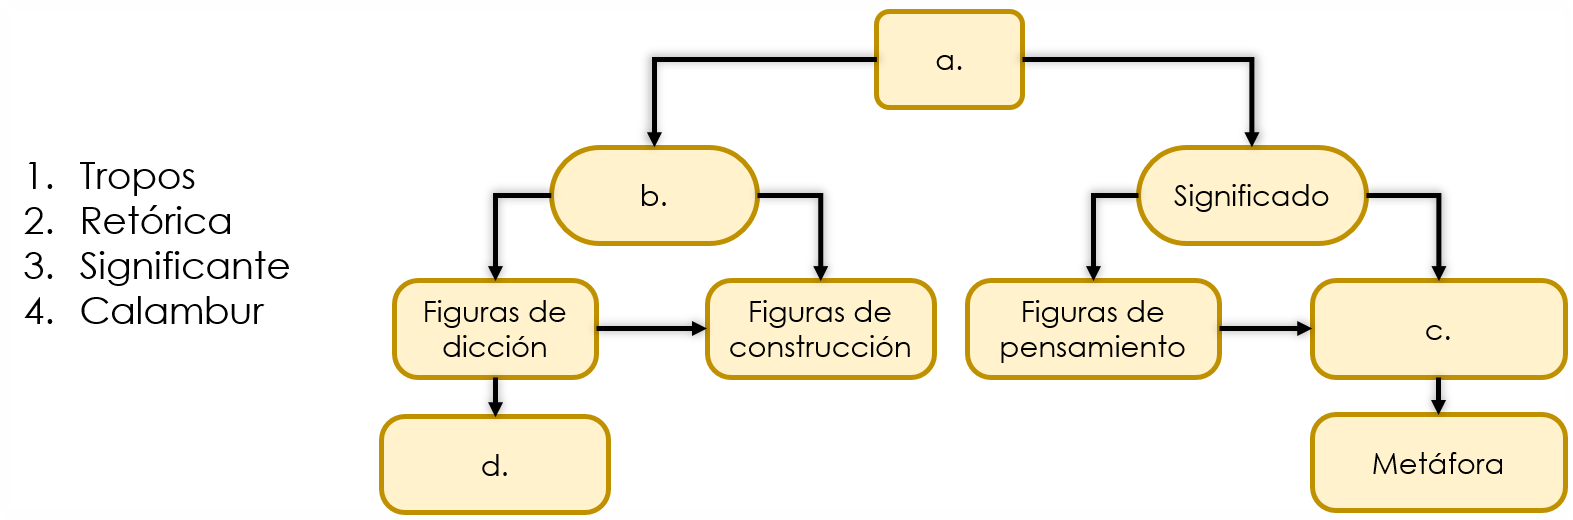 1. Tropos
2. Retórica
3. Significante
4. Calambur
a.
b.
Significado
Figuras de
dicción
Figuras de
construcción
Figuras de
pensamiento
c.
d.
Metáfora